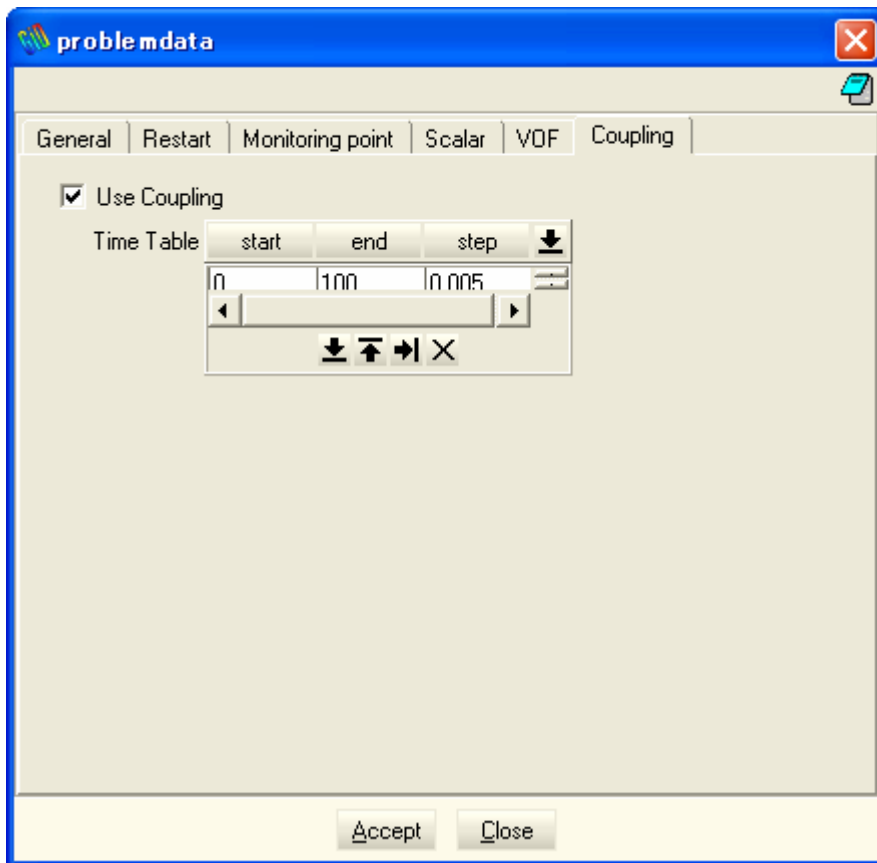 problemdata
General Restart Monitoring point Scalar VOF Coupling
Use Coupling
Time Table start end step
0 100 0.005
Accept Close